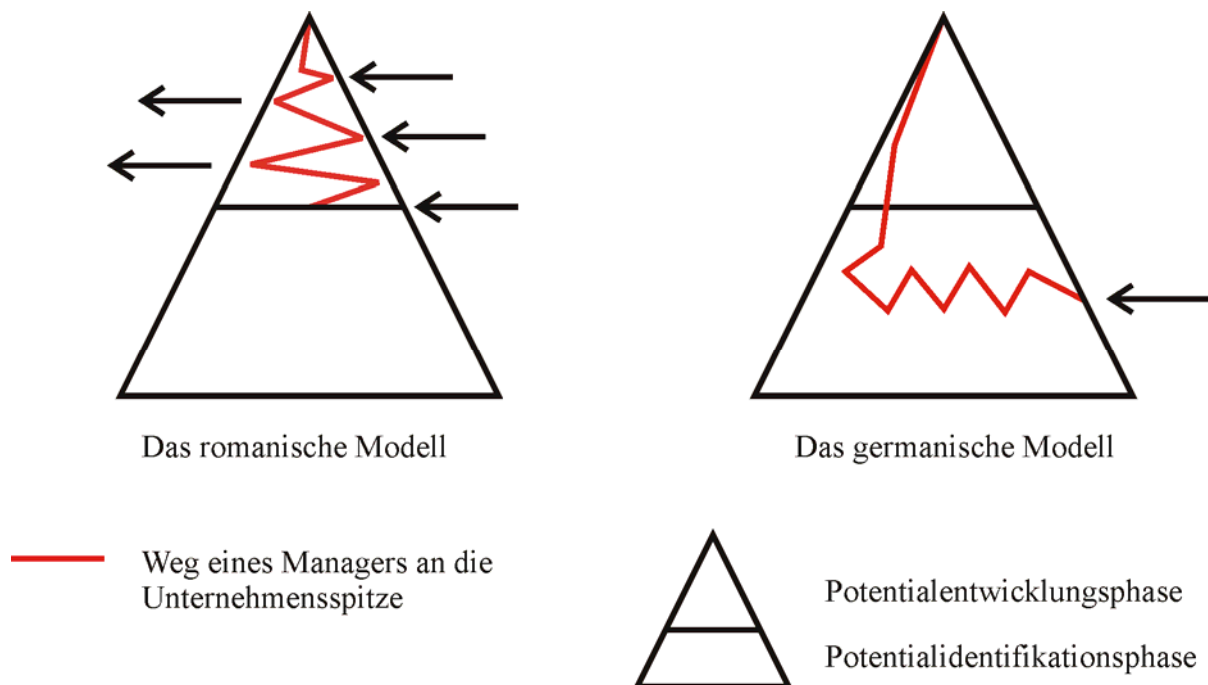 Das romanische Modell
Das germanische Modell
Weg eines Managers an die
Unternehmensspitze
Potentialentwicklungsphase
Potentialidentifikationsphase